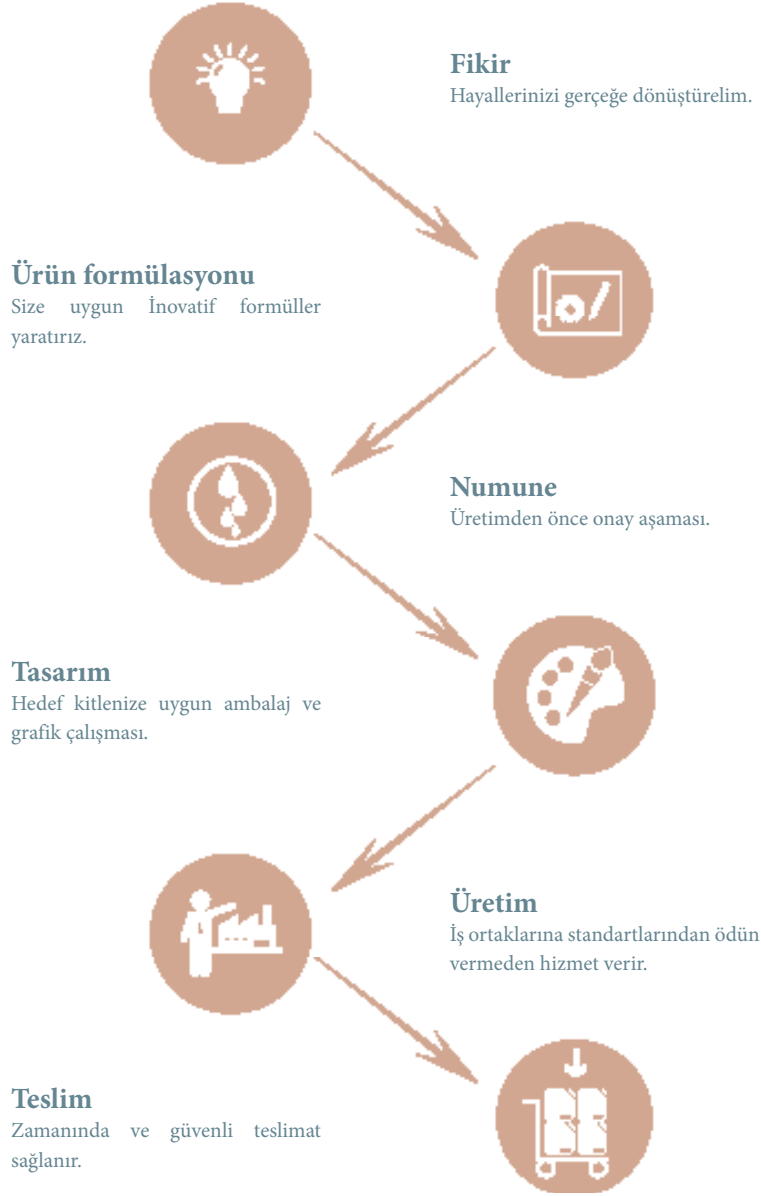 Fikir
Hayallerinizi gerçeğe dönüştürelim.
Ürün formülasyonu
Size uygun İnovatif formüller
yaratırız.
Numune
Üretimden önce onay aşaması.
Tasarım
Hedef kitlenize uygun ambalaj ve
grafik çalışması.
Üretim
İş ortaklarına standartlarından ödün
vermeden hizmet verir.
Teslim
Zamanında ve güvenli teslimat
sağlanır.